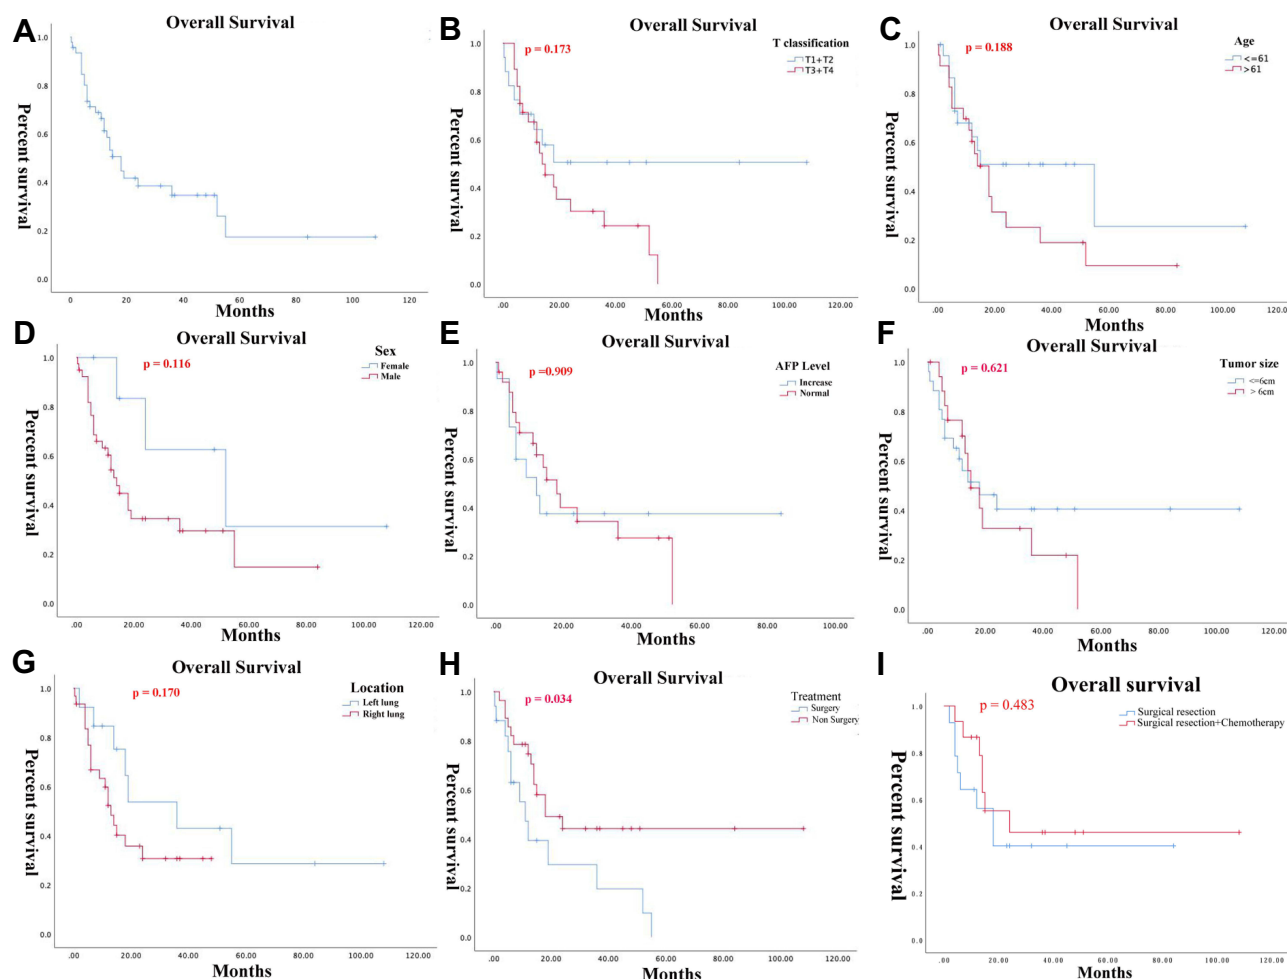 A
Overall Survival
1.0
0.8
0.6
0.4
0.2
0.0
Percent survival
0 20 40 60 80 100 120
Months
B
Overall Survival
p = 0.173
T classification
T1+T2
T3+T4
1.0
0.8
0.6
0.4
0.2
0.0
Percent survival
.00 20.00 40.00 60.00 80.00 100.00 120.00
Months
C
Overall Survival
p = 0.188
Age
<=61
>61
1.0
0.8
0.6
0.4
0.2
0.0
Percent survival
.00 20.00 40.00 60.00 80.00 100.00 120.00
Months
D
Overall Survival
p = 0.116
Sex
Female
Male
1.0
0.8
0.6
0.4
0.2
0.0
Percent survival
.00 20.00 40.00 60.00 80.00 100.00 120.00
Months
E
Overall Survival
p =0.909
AFP Level
Increase
Normal
1.0
0.8
0.6
0.4
0.2
0.0
Percent survival
.00 20.00 40.00 60.00 80.00 100.00
Months
F
Overall Survival
p = 0.621
Tumor size
<=6cm
> 6cm
1.0
0.8
0.6
0.4
0.2
0.0
Percent survival
.00 20.00 40.00 60.00 80.00 100.00 120.00
Months
G
Overall Survival
p = 0.170
Location
Left lung
Right lung
1.0
0.8
0.6
0.4
0.2
0.0
Percent survival
.00 20.00 40.00 60.00 80.00 100.00 120.00
Months
H
Overall Survival
p = 0.034
Treatment
Surgery
Non Surgery
1.0
0.8
0.6
0.4
0.2
0.0
Percent survival
.00 20.00 40.00 60.00 80.00 100.00 120.00
Months
I
Overall survival
p = 0.483
Surgical resection
Surgical resection+Chemotherapy
1.0
0.8
0.6
0.4
0.2
0.0
Percent survival
.00 20.00 40.00 60.00 80.00 100.00 120.00
Months